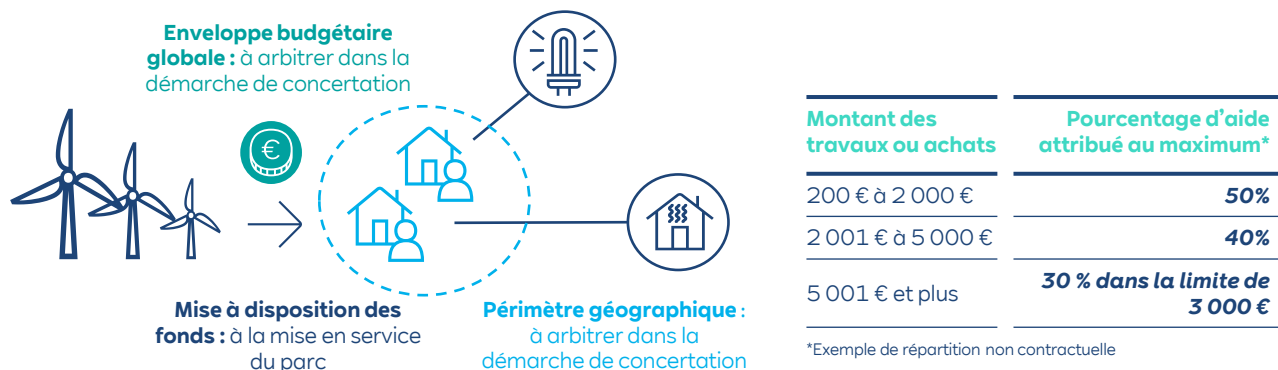 Enveloppe budgétaire
globale : à arbitrer dans la
démarche de concertation
€
Mise à disposition des
fonds : à la mise en service
du parc
Périmètre géographique :
à arbitrer dans la
démarche de concertation
Montant des
travaux ou achats
Pourcentage d’aide
attribué au maximum*
200 € à 2 000 €
50%
2 001 € à 5 000 €
40%
5 001 € et plus
30 % dans la limite de
3 000 €
*Exemple de répartition non contractuelle